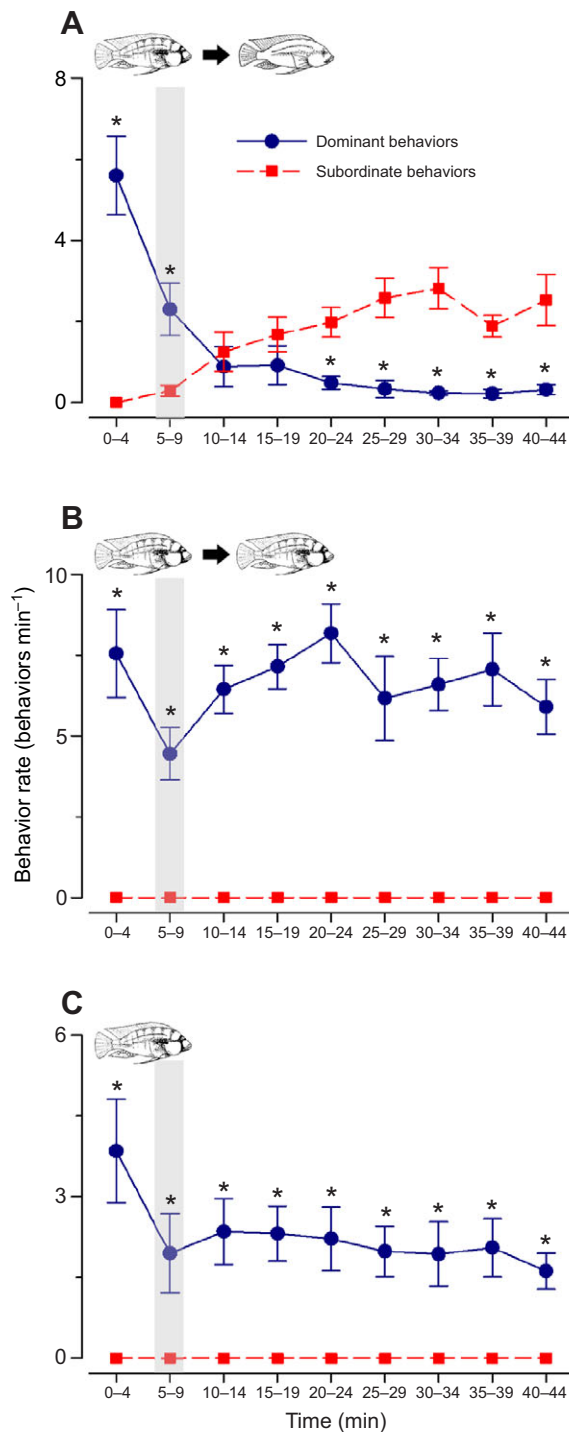 A
8
Dominant behaviors
Subordinate behaviors
*
*
4
* * * * *
0
0–4 5–9 10–14 15–19 20–24 25–29 30–34 35–39 40–44
B
10
* * * * * * * * *
5
0
0–4 5–9 10–14 15–19 20–24 25–29 30–34 35–39 40–44
Behavior rate (behaviors min⁻¹)
C
6
* * * * * * * * *
3
0
0–4 5–9 10–14 15–19 20–24 25–29 30–34 35–39 40–44
Time (min)